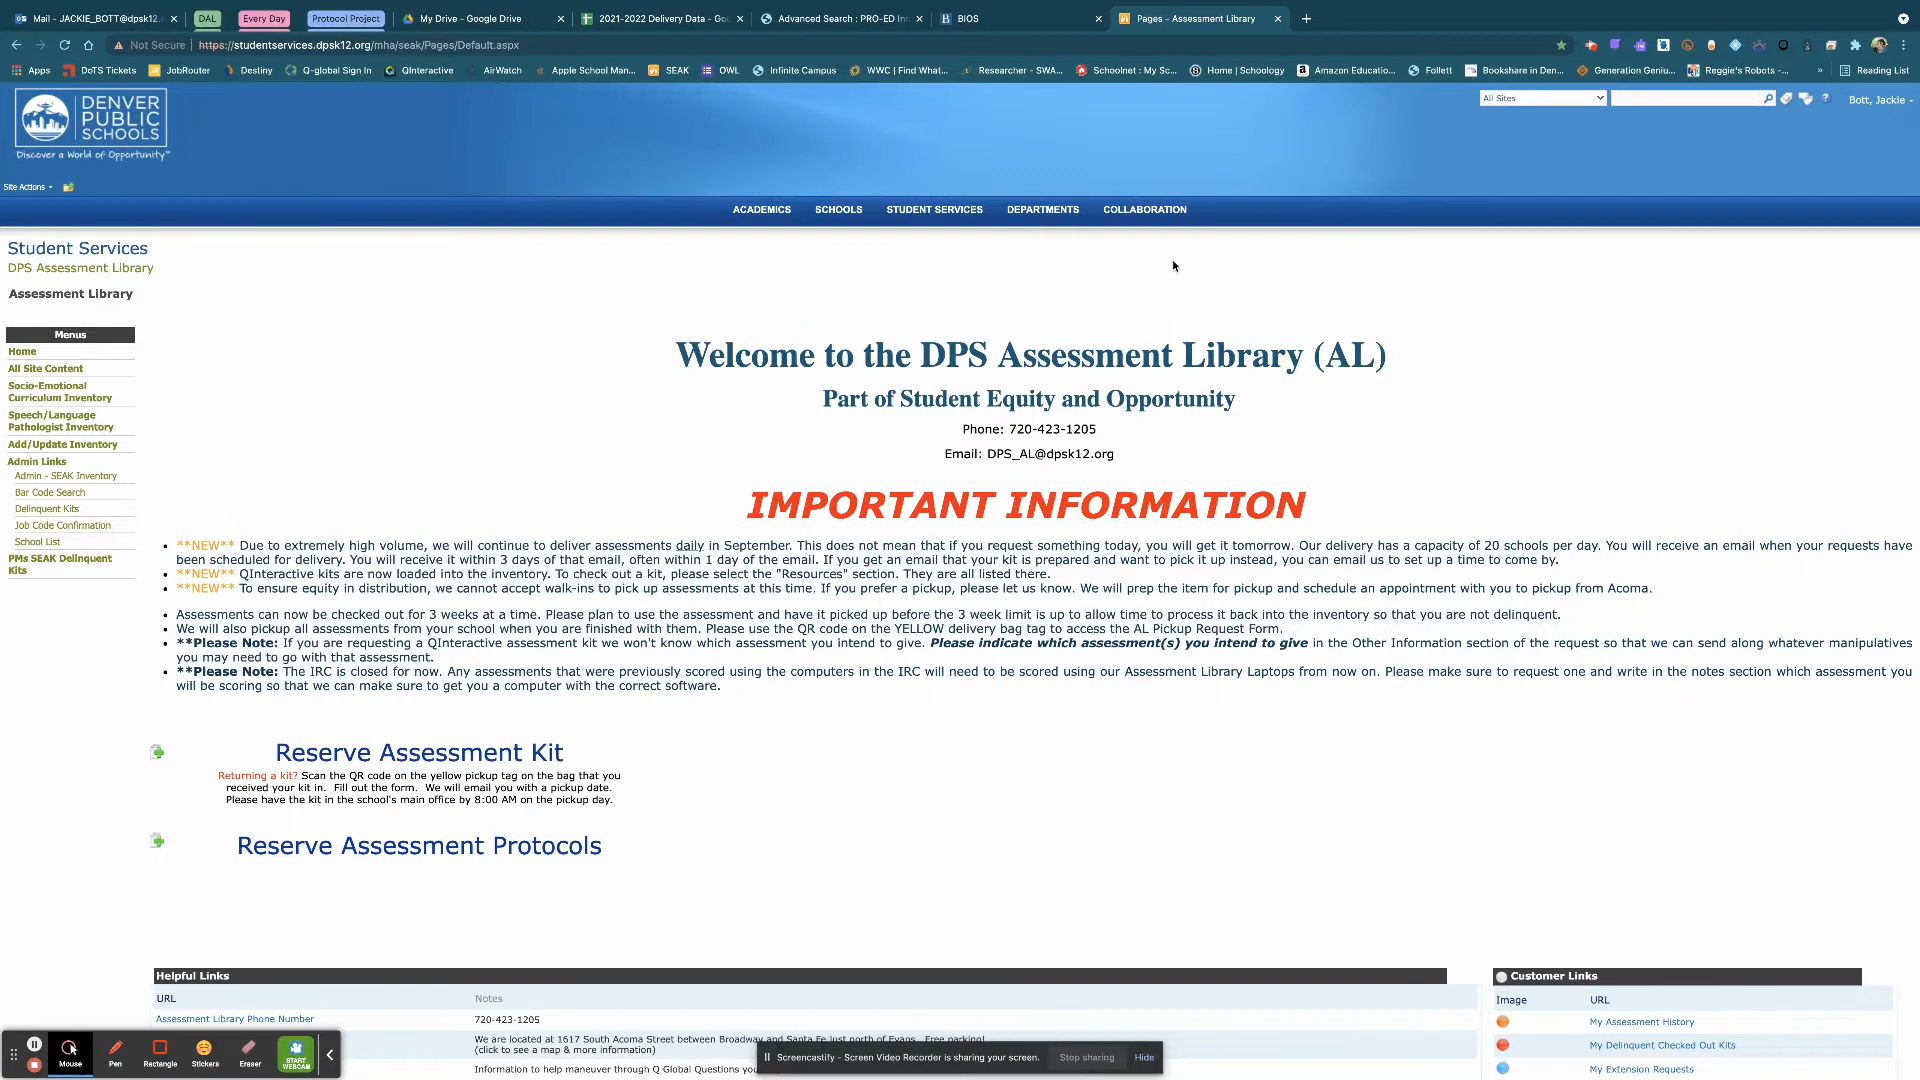 Mail - JACKIE_BOTT@dpsk12. DAL Every Day Protocol Project My Drive - Google Drive 2021-2022 Delivery Data - Goo Advanced Search : PRO-ED Inc BIOS Pages - Assessment Library
Not Secure https://studentservices.dpsk12.org/mha/seak/Pages/Default.aspx
Apps DoTS Tickets JobRouter Destiny Q-global Sign In QInteractive AirWatch Apple School Man... SEAK OWL Infinite Campus WWC | Find What... Researcher - SWA... Schoolnet : My Sc... Home | Schoology Amazon Educatio... Follett Bookshare in Den... Generation Geniu... Reggie's Robots -... » Reading List
DENVER
PUBLIC
SCHOOLS
Discover a World of Opportunity™
All Sites
Bott, Jackie
Site Actions
ACADEMICS SCHOOLS STUDENT SERVICES DEPARTMENTS COLLABORATION
Student Services
DPS Assessment Library
Assessment Library
Menus
Home
All Site Content
Socio-Emotional
Curriculum Inventory
Speech/Language
Pathologist Inventory
Add/Update Inventory
Admin Links
Admin - SEAK Inventory
Bar Code Search
Delinquent Kits
Job Code Confirmation
School List
PMs SEAK Delinquent
Kits
Welcome to the DPS Assessment Library (AL)
Part of Student Equity and Opportunity
Phone: 720-423-1205
Email: DPS_AL@dpsk12.org
IMPORTANT INFORMATION
• **NEW** Due to extremely high volume, we will continue to deliver assessments daily in September. This does not mean that if you request something today, you will get it tomorrow. Our delivery has a capacity of 20 schools per day. You will receive an email when your requests have
been scheduled for delivery. You will receive it within 3 days of that email, often within 1 day of the email. If you get an email that your kit is prepared and want to pick it up instead, you can email us to set up a time to come by.
• **NEW** QInteractive kits are now loaded into the inventory. To check out a kit, please select the "Resources" section. They are all listed there.
• **NEW** To ensure equity in distribution, we cannot accept walk-ins to pick up assessments at this time. If you prefer a pickup, please let us know. We will prep the item for pickup and schedule an appointment with you to pickup from Acoma.
• Assessments can now be checked out for 3 weeks at a time. Please plan to use the assessment and have it picked up before the 3 week limit is up to allow time to process it back into the inventory so that you are not delinquent.
• We will also pickup all assessments from your school when you are finished with them. Please use the QR code on the YELLOW delivery bag tag to access the AL Pickup Request Form.
• **Please Note: If you are requesting a QInteractive assessment kit we won't know which assessment you intend to give. Please indicate which assessment(s) you intend to give in the Other Information section of the request so that we can send along whatever manipulatives
you may need to go with that assessment.
• **Please Note: The IRC is closed for now. Any assessments that were previously scored using the computers in the IRC will need to be scored using our Assessment Library Laptops from now on. Please make sure to request one and write in the notes section which assessment you
will be scoring so that we can make sure to get you a computer with the correct software.
Reserve Assessment Kit
Returning a kit? Scan the QR code on the yellow pickup tag on the bag that you
received your kit in. Fill out the form. We will email you with a pickup date.
Please have the kit in the school's main office by 8:00 AM on the pickup day.
Reserve Assessment Protocols
Helpful Links
URL Notes
Assessment Library Phone Number 720-423-1205
We are located at 1617 South Acoma Street between Broadway and Santa Fe just north of Evans. Free parking!
(click to see a map & more information)
Information to help maneuver through Q Global Questions
Customer Links
Image URL
My Assessment History
My Delinquent Checked Out Kits
My Extension Requests
Mouse Pen Rectangle Stickers Eraser START WEBCAM
Screencastify - Screen Video Recorder is sharing your screen. Stop sharing Hide